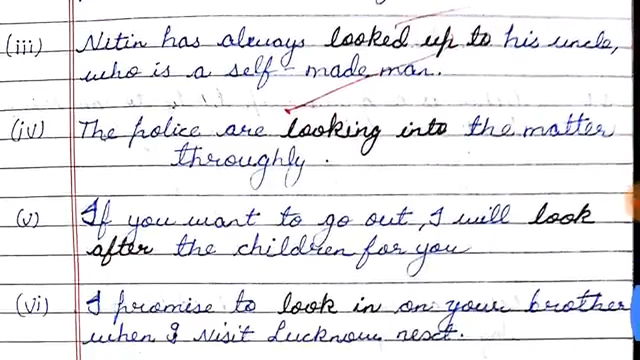 (iii) Nitin has always looked up to his uncle,
who is a self-made man.
(iv) The police are looking into the matter
throughly.
(v) If you want to go out, I will look
after the children for you
(vi) I promise to look in on your brother
when I visit Lucknow next.